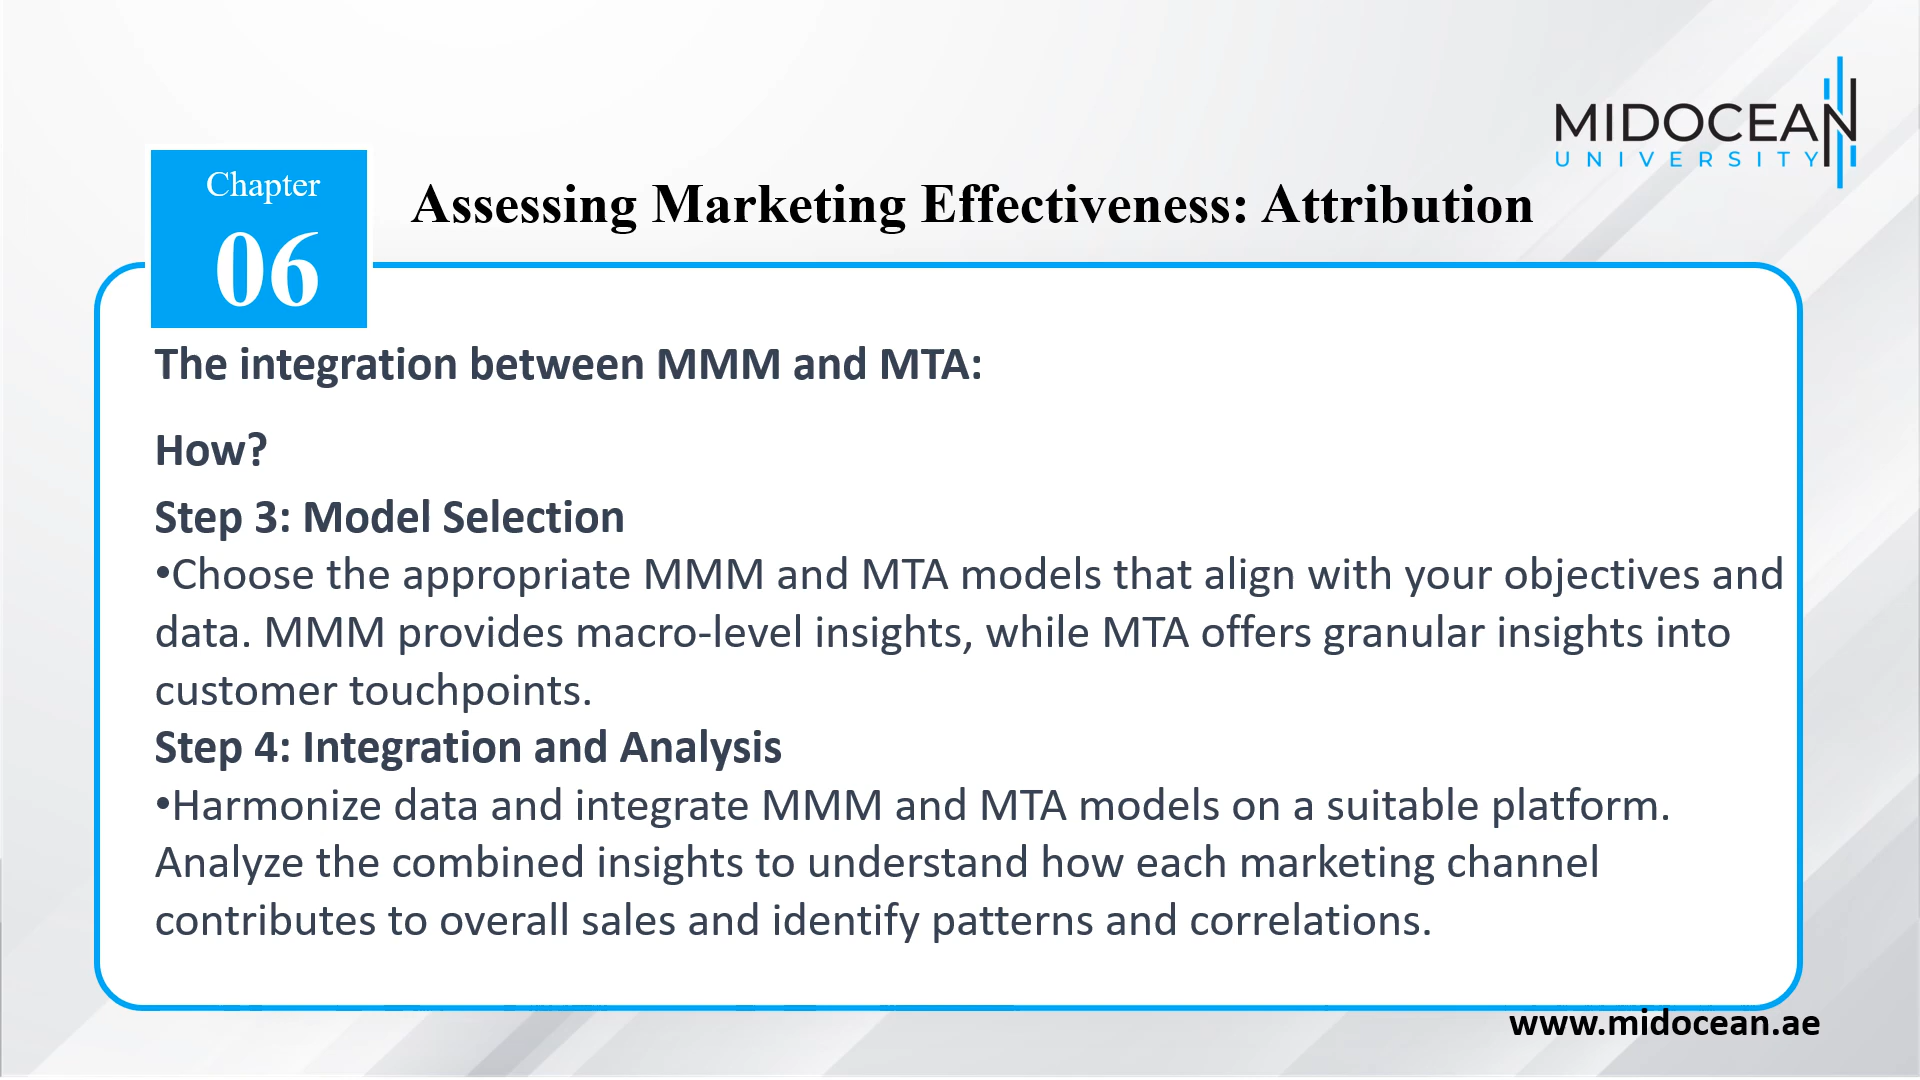 MIDOCEAN
UNIVERSITY
Chapter
06
Assessing Marketing Effectiveness: Attribution
The integration between MMM and MTA:
How?
Step 3: Model Selection
•Choose the appropriate MMM and MTA models that align with your objectives and
data. MMM provides macro-level insights, while MTA offers granular insights into
customer touchpoints.
Step 4: Integration and Analysis
•Harmonize data and integrate MMM and MTA models on a suitable platform.
Analyze the combined insights to understand how each marketing channel
contributes to overall sales and identify patterns and correlations.
www.midocean.ae